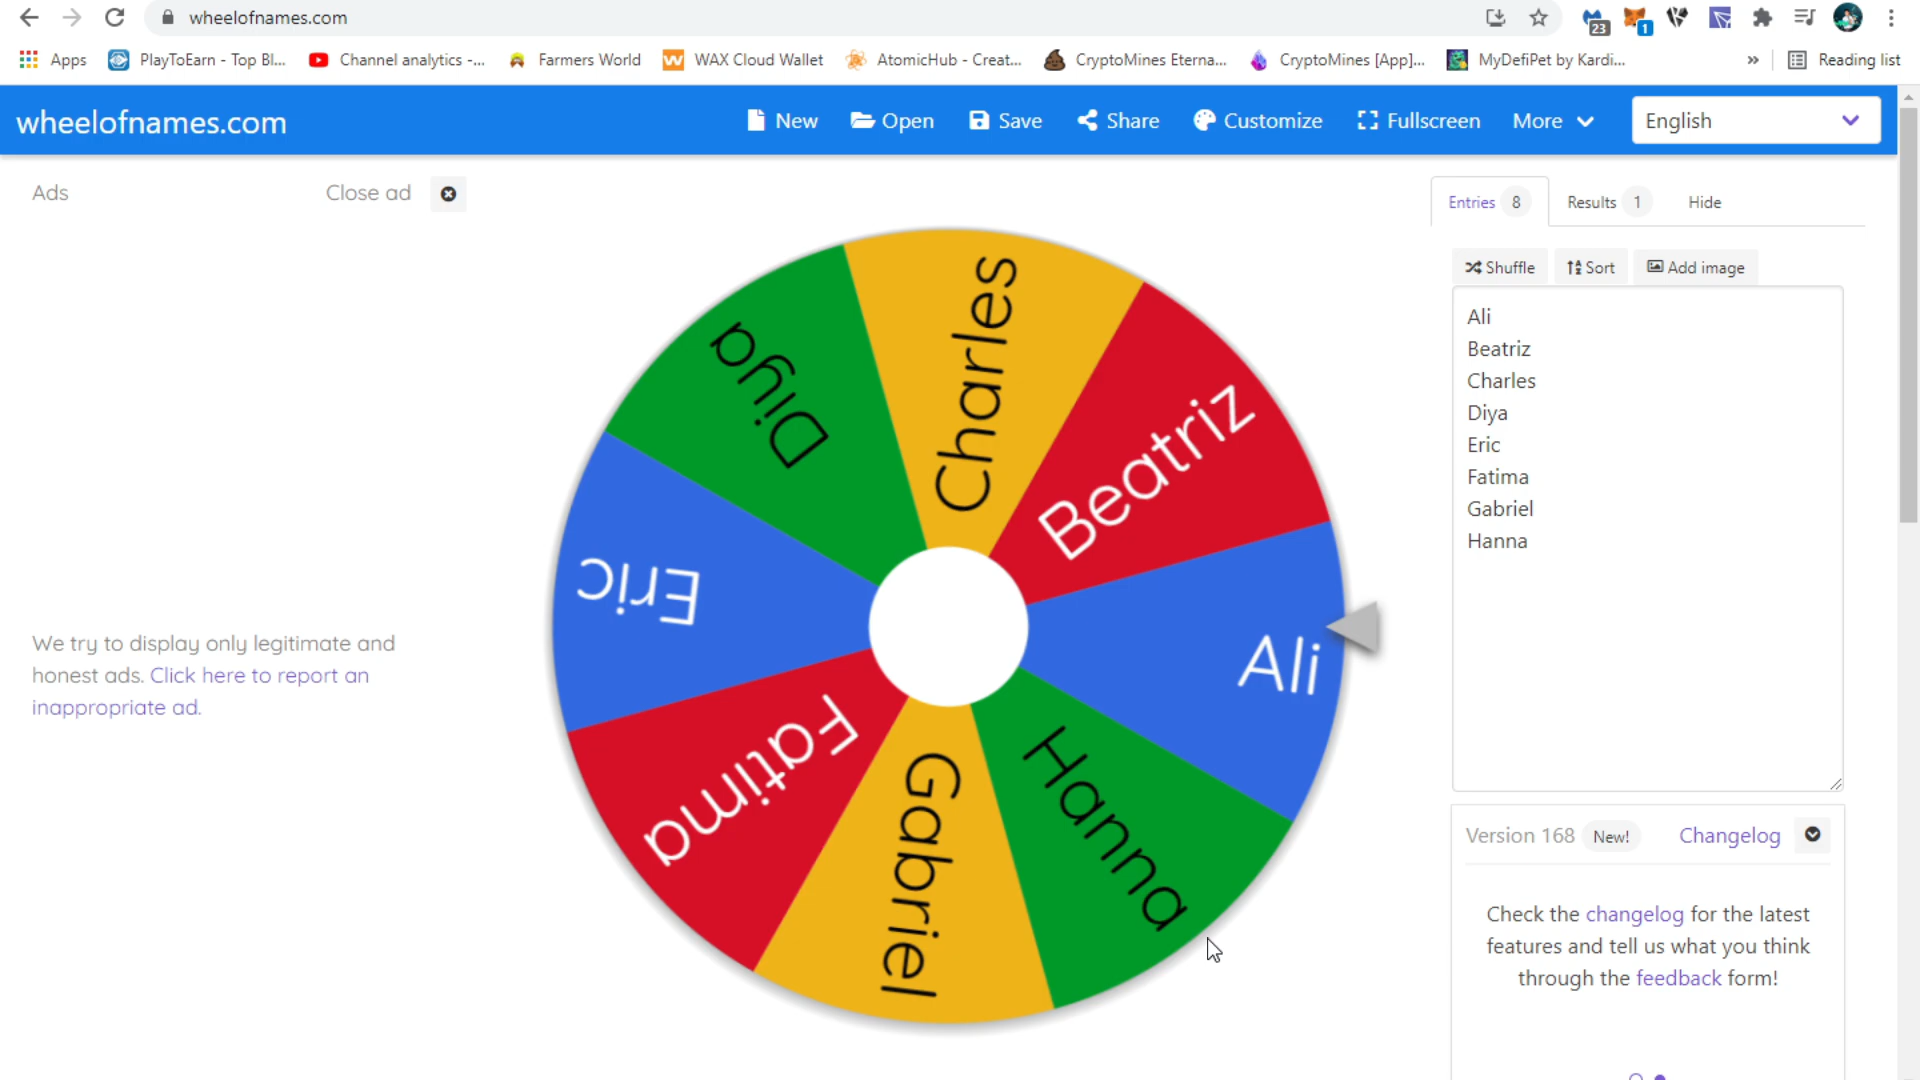 wheelofnames.com
23
1
Apps
PlayToEarn - Top Bl...
Channel analytics -...
Farmers World
WAX Cloud Wallet
AtomicHub - Creat...
CryptoMines Eterna...
CryptoMines [App]...
MyDefiPet by Kardi...
»
Reading list
wheelofnames.com
New
Open
Save
Share
Customize
Fullscreen
More
English
Ads
Close ad
Entries 8
Results 1
Hide
Shuffle
Sort
Add image
Ali
Beatriz
Charles
Diya
Eric
Fatima
Gabriel
Hanna
Charles
Beatriz
Ali
Hanna
Gabriel
Fatima
Eric
Diya
We try to display only legitimate and
honest ads. Click here to report an
inappropriate ad.
Version 168 New! Changelog
Check the changelog for the latest
features and tell us what you think
through the feedback form!